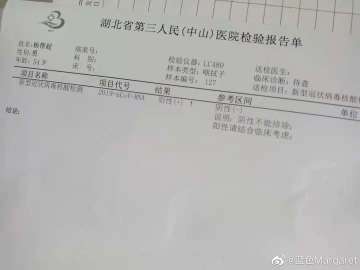 湖北省第三人民(中山)医院检验报告单
姓名:
病案号:
检验仪器: LC480
送检医生:
性别:男
科 别:
样本类型: 咽拭子
临床诊断: 待查
年龄: 51岁
床 号:
样本编号: 127
送检项目: 新型冠状病毒核酸检
项目名称
项目代号
结果
参考区间
单位
新型冠状病毒核酸检测
2019-nCoV-RNA
阳性(+) ↑
阴性(-)
说明: 阴性不能排除;
阳性请结合临床考虑;
结论:
@蓝色Margaret